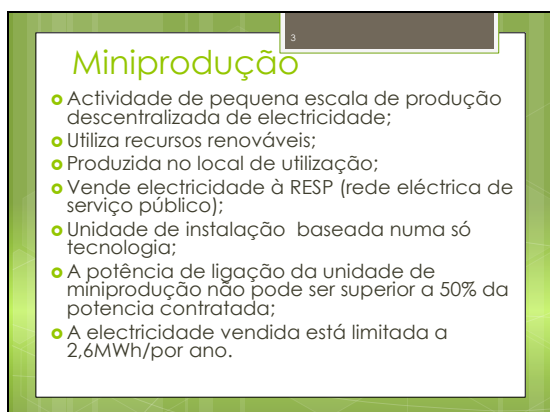 3
Miniprodução
Actividade de pequena escala de produção
descentralizada de electricidade;
Utiliza recursos renováveis;
Produzida no local de utilização;
Vende electricidade à RESP (rede eléctrica de
serviço público);
Unidade de instalação baseada numa só
tecnologia;
A potência de ligação da unidade de
miniprodução não pode ser superior a 50% da
potencia contratada;
A electricidade vendida está limitada a
2,6MWh/por ano.